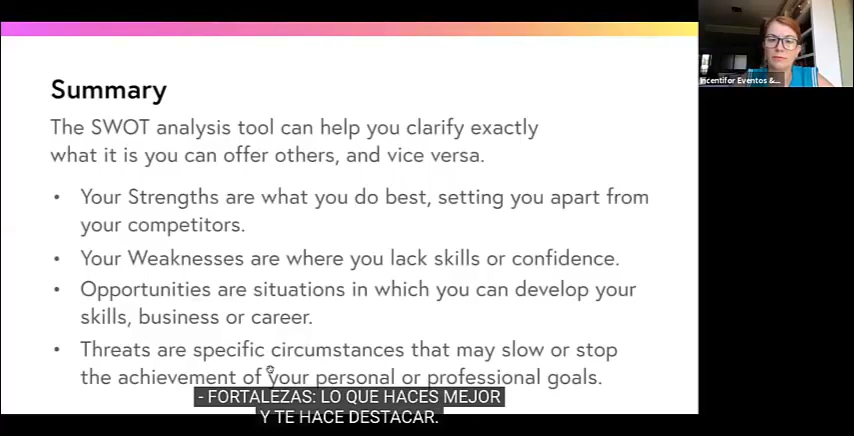 Summary
The SWOT analysis tool can help you clarify exactly
what it is you can offer others, and vice versa.
• Your Strengths are what you do best, setting you apart from
your competitors.
• Your Weaknesses are where you lack skills or confidence.
• Opportunities are situations in which you can develop your
skills, business or career.
• Threats are specific circumstances that may slow or stop
the achievement of your personal or professional goals.
- FORTALEZAS: LO QUE HACES MEJOR
Y TE HACE DESTACAR.
ncentifor Eventos &...